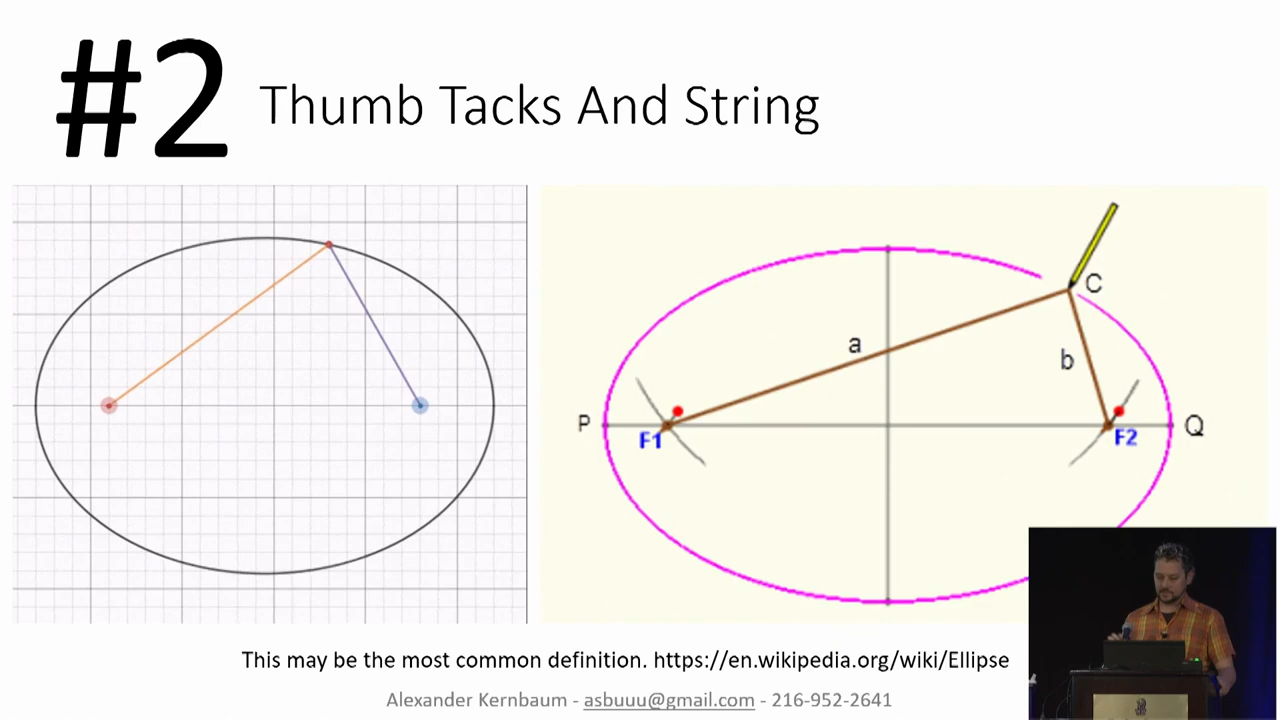 #2 Thumb Tacks And String
C
a
b
P
F1
F2
Q
This may be the most common definition. https://en.wikipedia.org/wiki/Ellipse
Alexander Kernbaum - asbuuu@gmail.com - 216-952-2641